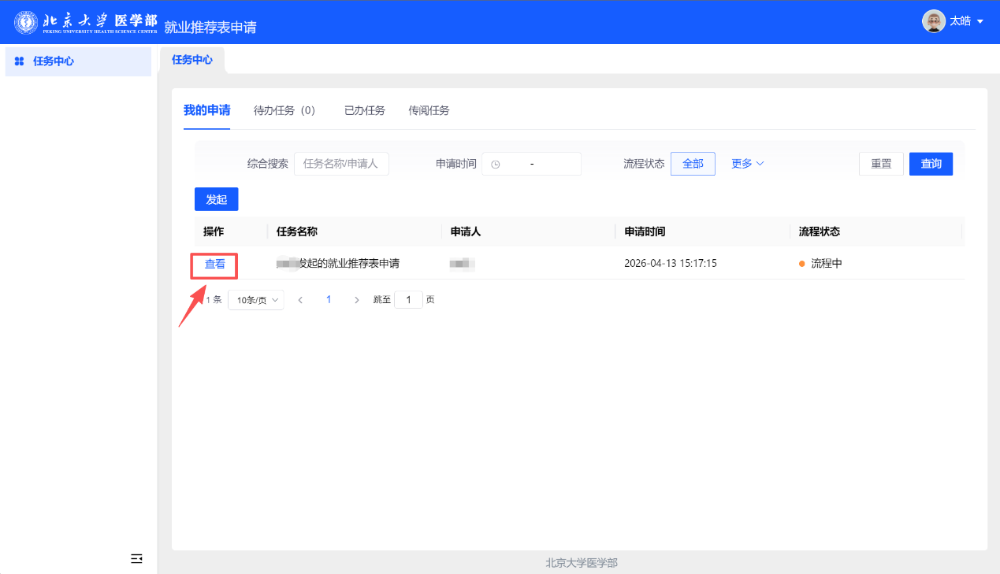 北京大学 医学部
PEKING UNIVERSITY HEALTH SCIENCE CENTER
就业推荐表申请
太皓
任务中心
任务中心
我的申请 待办任务（0） 已办任务 传阅任务
综合搜索 任务名称/申请人 申请时间 - 流程状态 全部 更多 重置 查询
发起
操作 任务名称 申请人 申请时间 流程状态
查看 发起的就业推荐表申请 2026-04-13 15:17:15 流程中
1 条 10条/页 1 跳至 1 页
北京大学医学部